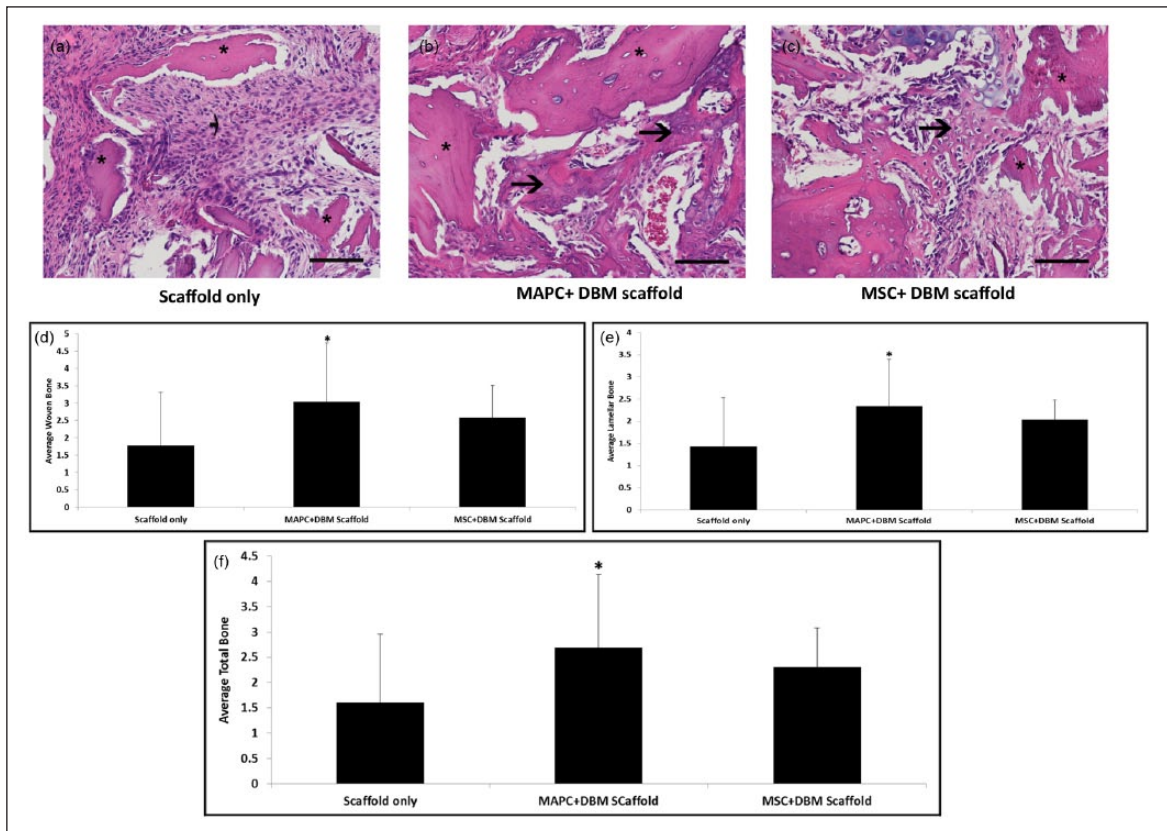 (a)
(b)
(c)
*
*
*
*
*
*
*
Scaffold only
MAPC+ DBM scaffold
MSC+ DBM scaffold
(d)
Average Woven Bone
5
4.5
4
3.5
3
2.5
2
1.5
1
0.5
0
*
Scaffold only
MAPC+DBM Scaffold
MSC+DBM Scaffold
(e)
Average Lamellar Bone
4
3.5
3
2.5
2
1.5
1
0.5
0
*
Scaffold only
MAPC+DBM Scaffold
MSC+DBM Scaffold
(f)
Average Total Bone
4.5
4
3.5
3
2.5
2
1.5
1
0.5
0
*
Scaffold only
MAPC+DBM SCaffold
MSC+DBM Scaffold